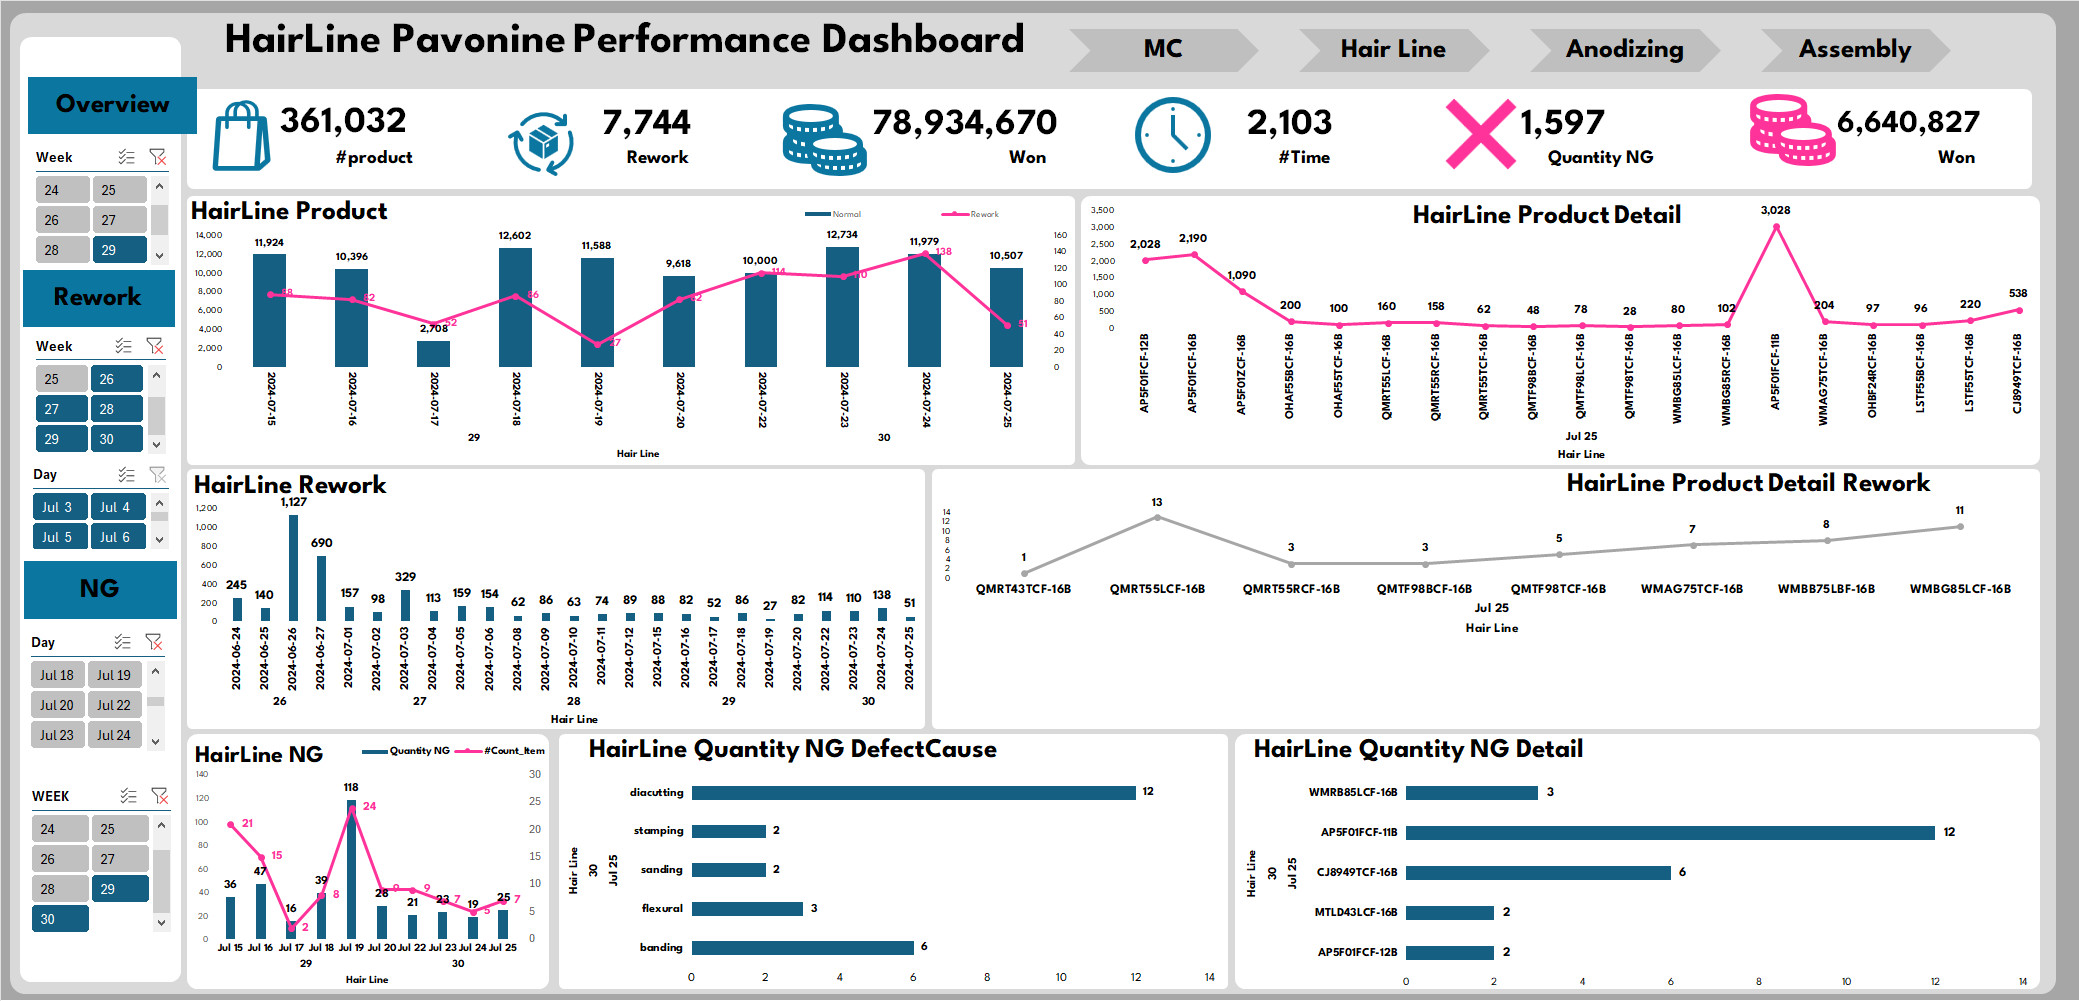 HairLine Pavonine Performance Dashboard
MC
Hair Line
Anodizing
Assembly
Overview
361,032
#product
7,744
Rework
78,934,670
Won
2,103
#Time
1,597
Quantity NG
6,640,827
Won
Week
24 25
26 27
28 29
Rework
Week
25 26
27 28
29 30
Day
Jul 3 Jul 4
Jul 5 Jul 6
NG
Day
Jul 18 Jul 19
Jul 20 Jul 22
Jul 23 Jul 24
WEEK
24 25
26 27
28 29
30
HairLine Product
Normal Rework
14,000
12,000
10,000
8,000
6,000
4,000
2,000
0
11,924 10,396 2,708 12,602 11,588 9,618 10,000 12,734 11,979 10,507
88 82 52 86 27 82 114 110 138 51
160
140
120
100
80
60
40
20
0
2024-07-15 2024-07-16 2024-07-17 2024-07-18 2024-07-19 2024-07-20 2024-07-22 2024-07-23 2024-07-24 2024-07-25
29 30
Hair Line
HairLine Product Detail
3,500
3,000
2,500
2,000
1,500
1,000
500
0
2,028 2,190 1,090 200 100 160 158 62 48 78 28 80 102 3,028 204 97 96 220 538
AP5F01FCF-12B AP5F01FCF-16B AP5F01ZCF-16B OHAF55BCF-16B OHAF55TCF-16B QMRT55LCF-16B QMRT55RCF-16B QMRT55TCF-16B QMTF98BCF-16B QMTF98LCF-16B QMTF98TCF-16B WMBG85LCF-16B WMBG85RCF-16B AP5F01FCF-11B WMAG75TCF-16B OHBF24RCF-16B LSTF55BCF-16B LSTF55TCF-16B CJ8949TCF-16B
Jul 25
Hair Line
HairLine Rework
1,200
1,000
800
600
400
200
0
245 140 1,127 690 157 98 329 113 159 154 62 86 63 74 89 88 82 52 86 27 82 114 110 138 51
2024-06-24 2024-06-25 2024-06-26 2024-06-27 2024-07-01 2024-07-02 2024-07-03 2024-07-04 2024-07-05 2024-07-06 2024-07-08 2024-07-09 2024-07-10 2024-07-11 2024-07-12 2024-07-15 2024-07-16 2024-07-17 2024-07-18 2024-07-19 2024-07-20 2024-07-22 2024-07-23 2024-07-24 2024-07-25
26 27 28 29 30
Hair Line
HairLine Product Detail Rework
14
12
10
8
6
4
2
0
1 13 3 3 5 7 8 11
QMRT43TCF-16B QMRT55LCF-16B QMRT55RCF-16B QMTF98BCF-16B QMTF98TCF-16B WMAG75TCF-16B WMBB75LBF-16B WMBG85LCF-16B
Jul 25
Hair Line
HairLine NG
Quantity NG #Count_Item
140
120
100
80
60
40
20
0
36 47 16 39 118 28 21 23 19 25
21 15 2 8 24 9 9 7 5 7
30
25
20
15
10
5
0
Jul 15 Jul 16 Jul 17 Jul 18 Jul 19 Jul 20 Jul 22 Jul 23 Jul 24 Jul 25
29 30
Hair Line
HairLine Quantity NG DefectCause
Hair Line
30
Jul 25
diacutting 12
stamping 2
sanding 2
flexural 3
banding 6
0 2 4 6 8 10 12 14
HairLine Quantity NG Detail
Hair Line
30
Jul 25
WMRB85LCF-16B 3
AP5F01FCF-11B 12
CJ8949TCF-16B 6
MTLD43LCF-16B 2
AP5F01FCF-12B 2
0 2 4 6 8 10 12 14